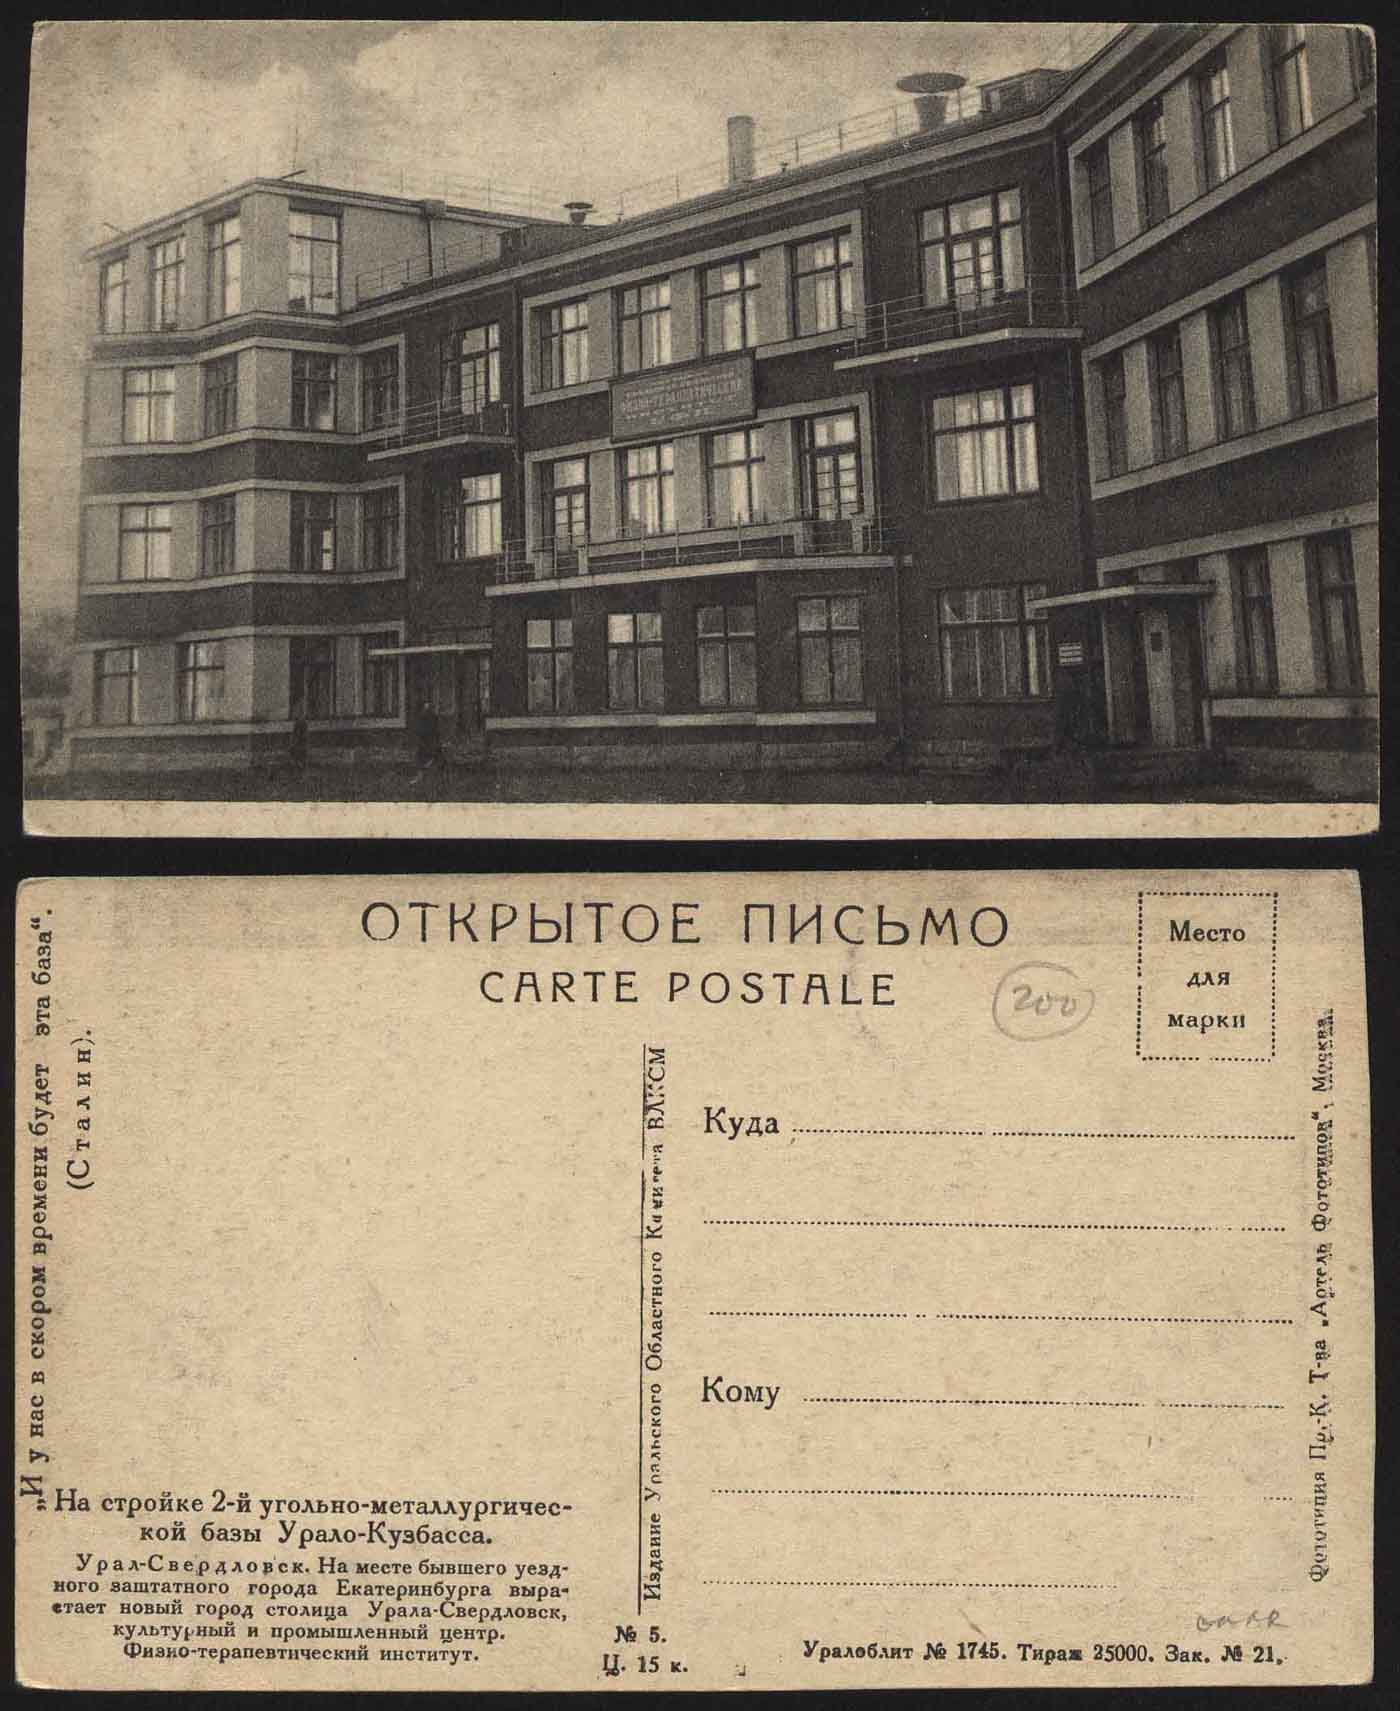 ФИЗИО-ТЕРАПЕВТИЧЕСКИЙ
ОТКРЫТОЕ ПИСЬМО
CARTE POSTALE
200
Место
для
марки
„И у нас в скором времени будет эта база“.
(Сталин).
Издание Уральского Областного Комитета ВЛКСМ
Куда
Кому
Фототипия Пр.-К. Т-ва „Артель Фототипов“, Москва.
На стройке 2-й угольно-металлургичес-
кой базы Урало-Кузбасса.
Урал-Свердловск. На месте бывшего уезд-
ного заштатного города Екатеринбурга выра-
стает новый город столица Урала-Свердловск,
культурный и промышленный центр.
Физио-терапевтический институт.
№ 5.
Ц. 15 к.
Уралоблит № 1745. Тираж 25000. Зак. № 21.